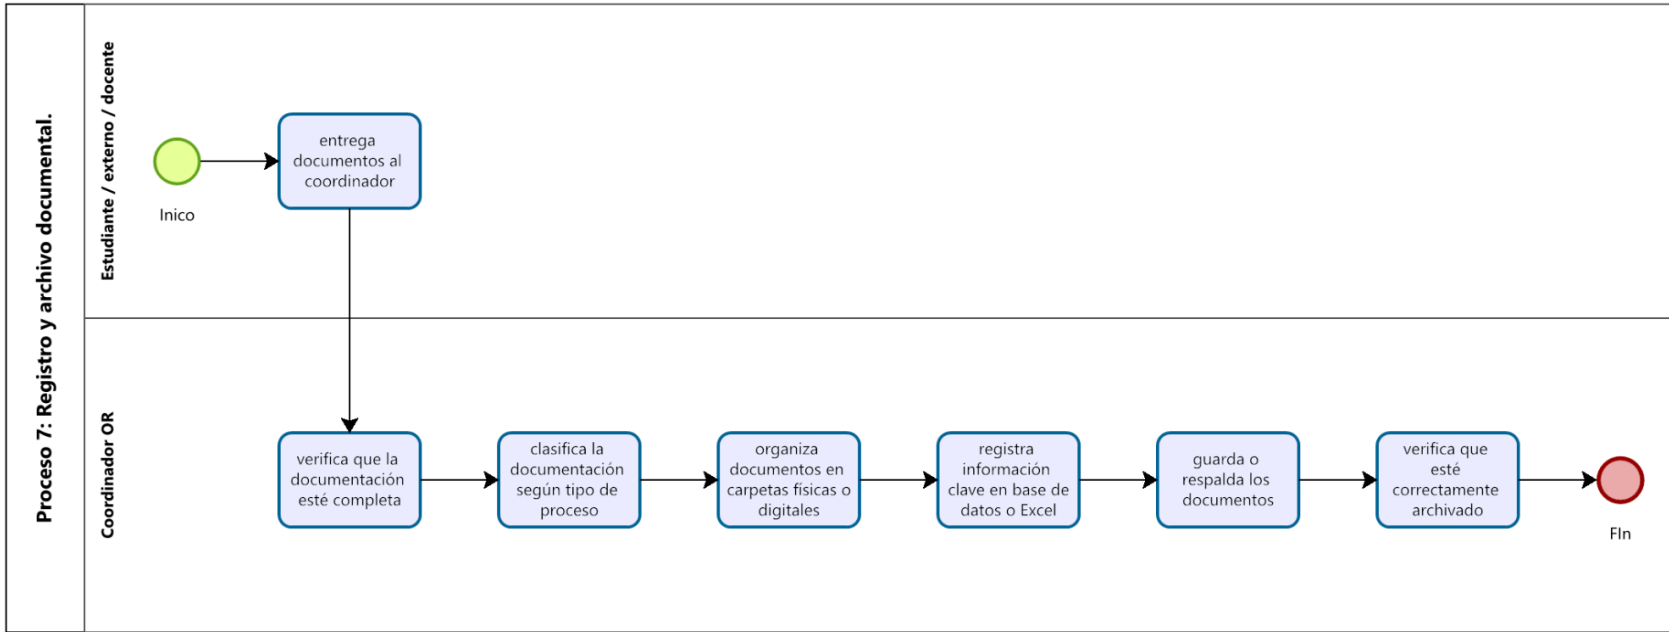 Proceso 7: Registro y archivo documental.
Estudiante / externo / docente
Inico
entrega
documentos al
coordinador
Coordinador OR
verifica que la
documentación
esté completa
clasifica la
documentación
según tipo de
proceso
organiza
documentos en
carpetas físicas o
digitales
registra
información
clave en base de
datos o Excel
guarda o
respalda los
documentos
verifica que
esté
correctamente
archivado
FIn